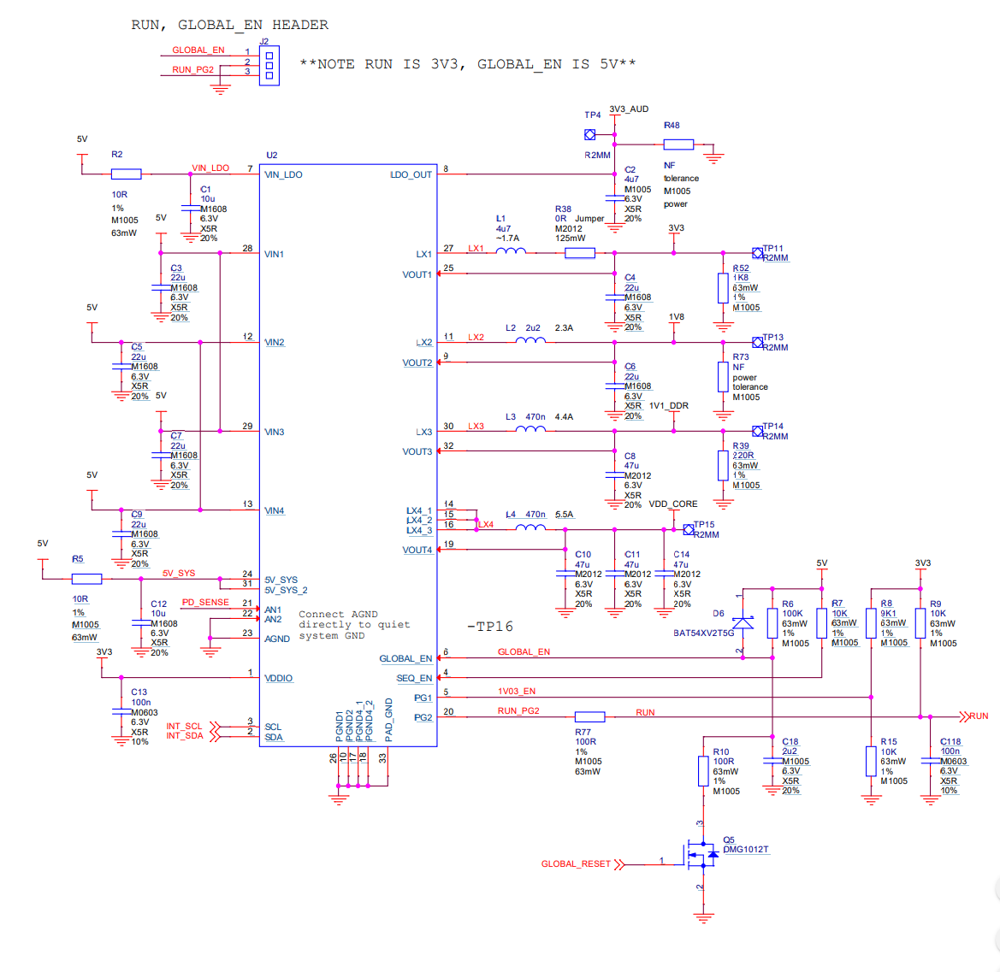 RUN, GLOBAL_EN HEADER
J2
GLOBAL_EN 1
2
RUN_PG2 3
**NOTE RUN IS 3V3, GLOBAL_EN IS 5V**
3V3_AUD
TP4
R2MM
R48
NF
tolerance
M1005
power
5V
R2
10R
1%
M1005
63mW
VIN_LDO
C1
10u
M1608
6.3V
X5R
20%
U2
7 VIN_LDO
LDO_OUT 8
C2
4u7
M1005
6.3V
X5R
20%
5V
28 VIN1
C3
22u
M1608
6.3V
X5R
20%
LX1 27 LX1
L1
4u7
~1.7A
R38
0R Jumper
M2012
125mW
3V3
TP11
R2MM
VOUT1 25
C4
22u
M1608
6.3V
X5R
20%
R52
1K8
63mW
1%
M1005
5V
12 VIN2
C5
22u
M1608
6.3V
X5R
20%
LX2 11 LX2
L2 2u2 2.3A
1V8
TP13
R2MM
VOUT2 9
C6
22u
M1608
6.3V
X5R
20%
R73
NF
power
tolerance
M1005
5V
29 VIN3
C7
22u
M1608
6.3V
X5R
20%
LX3 30 LX3
L3 470n 4.4A
1V1_DDR
TP14
R2MM
VOUT3 32
C8
47u
M2012
6.3V
X5R
20%
R39
220R
63mW
1%
M1005
5V
13 VIN4
C9
22u
M1608
6.3V
X5R
20%
LX4_1 14
LX4_2 15
LX4_3 16
LX4
L4 470n 5.5A
VDD_CORE
TP15
R2MM
VOUT4 19
C10
47u
M2012
6.3V
X5R
20%
C11
47u
M2012
6.3V
X5R
20%
C14
47u
M2012
6.3V
X5R
20%
5V
R5
10R
1%
M1005
63mW
5V_SYS
24 5V_SYS
31 5V_SYS_2
C12
10u
M1608
6.3V
X5R
20%
PD_SENSE 21 AN1
22 AN2
23 AGND
Connect AGND
directly to quiet
system GND
-TP16
3V3
1 VDDIO
C13
100n
M0603
6.3V
X5R
10%
INT_SCL 3 SCL
INT_SDA 2 SDA
PGND1
PGND2
PGND4_1
PGND4_2
PAD_GND
26
10
17
18
33
GLOBAL_EN 6 GLOBAL_EN
SEQ_EN 4
PG1 5 1V03_EN
PG2 20 RUN_PG2
R77
100R
1%
M1005
63mW
RUN
D6
BAT54XV2T5G
1
2
5V
R6
100K
63mW
1%
M1005
R7
10K
63mW
1%
M1005
3V3
R8
9K1
63mW
1%
M1005
R9
10K
63mW
1%
M1005
RUN
R10
100R
63mW
1%
M1005
C18
2u2
M1005
6.3V
X5R
20%
R15
10K
63mW
1%
M1005
C118
100n
M0603
6.3V
X5R
10%
3
Q5
DMG1012T
GLOBAL_RESET 1
2